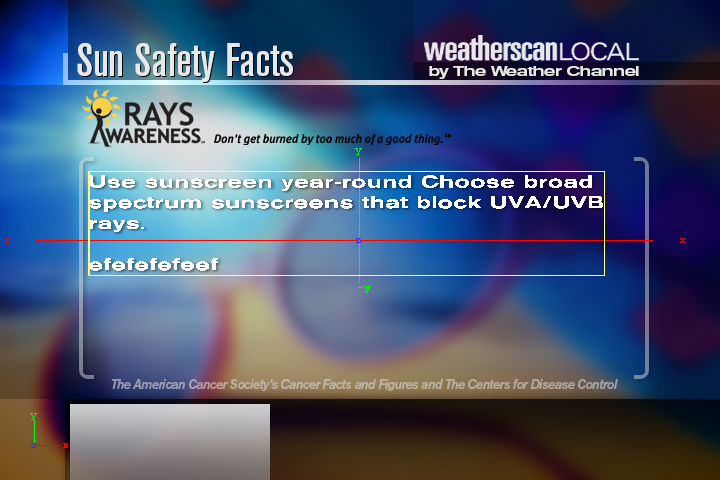 Sun Safety Facts
weatherscanLOCAL
by The Weather Channel
RAYS
AWARENESS™ Don't get burned by too much of a good thing.℠
y
Use sunscreen year-round Choose broad
spectrum sunscreens that block UVA/UVB
rays.
x x x
efefefefeef
-y
The American Cancer Society's Cancer Facts and Figures and The Centers for Disease Control
y
x